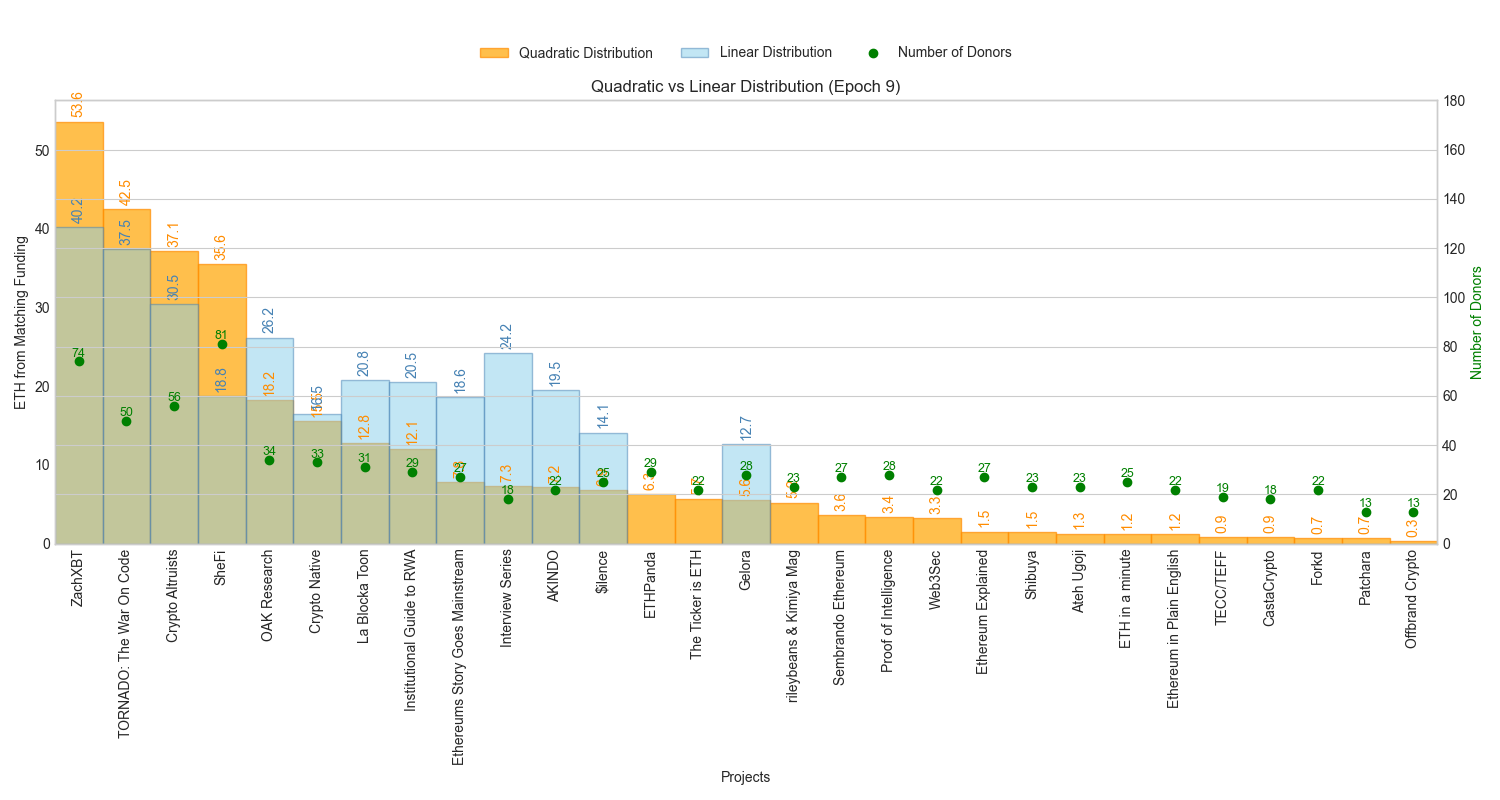 Quadratic Distribution
Linear Distribution
Number of Donors
Quadratic vs Linear Distribution (Epoch 9)
ETH from Matching Funding
50
40
30
20
10
0
180
160
140
120
100
80
60
40
20
0
Number of Donors
53.6
42.5
37.1
35.6
18.2
12.8
12.1
7.3
3.6
3.4
3.3
1.5
1.5
1.3
1.2
1.2
0.9
0.9
0.7
0.7
0.3
40.2
37.5
30.5
18.8
26.2
16.5
20.8
20.5
18.6
24.2
19.5
14.1
12.7
74
50
56
81
34
33
31
29
27
18
22
25
29
22
28
23
27
28
22
27
23
23
25
22
19
18
22
13
13
ZachXBT
TORNADO: The War On Code
Crypto Altruists
SheFi
OAK Research
Crypto Native
La Blocka Toon
Institutional Guide to RWA
Ethereums Story Goes Mainstream
Interview Series
AKINDO
$ilence
ETHPanda
The Ticker is ETH
Gelora
rileybeans & Kimiya Mag
Sembrando Ethereum
Proof of Intelligence
Web3Sec
Ethereum Explained
Shibuya
Ateh Ugoji
ETH in a minute
Ethereum in Plain English
TECC/TEFF
CastaCrypto
Forkd
Patchara
Offbrand Crypto
Projects